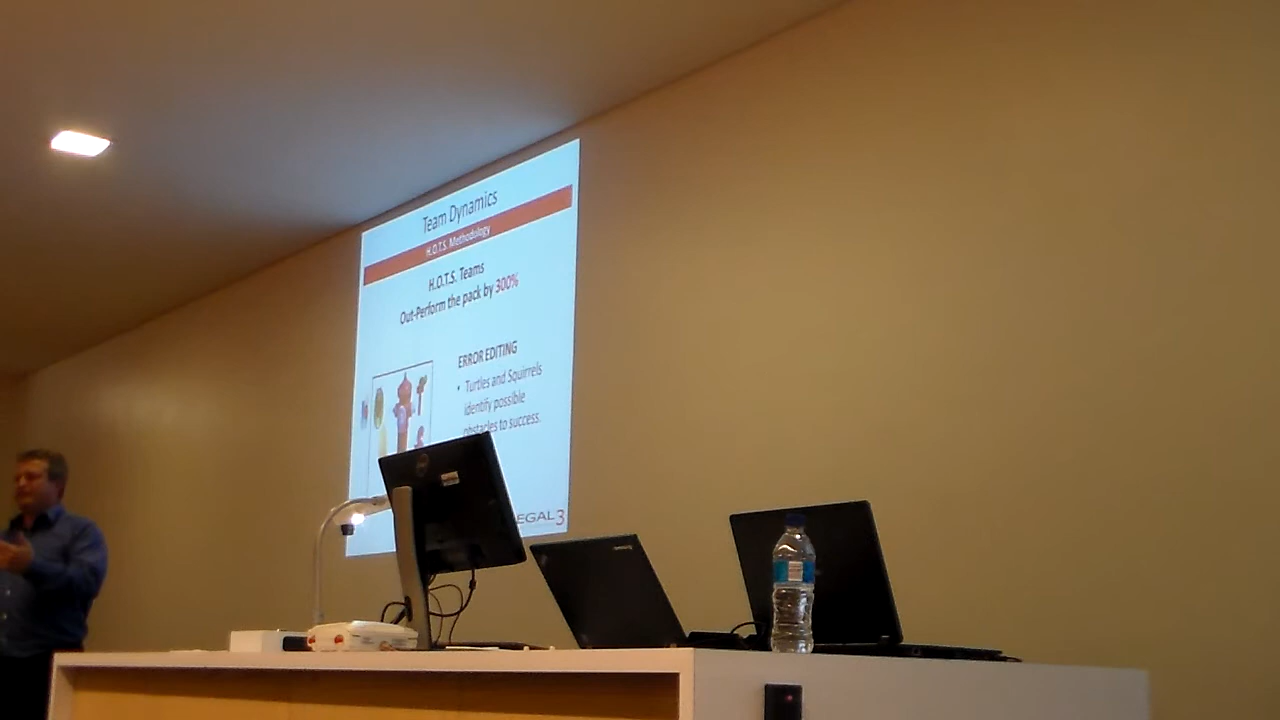 Team Dynamics
H.O.T.S. Methodology
H.O.T.S. Teams
Out-Perform the pack by 300%
ERROR EDITING
• Turtles and Squirrels
identify possible
obstacles to success.
EGAL3